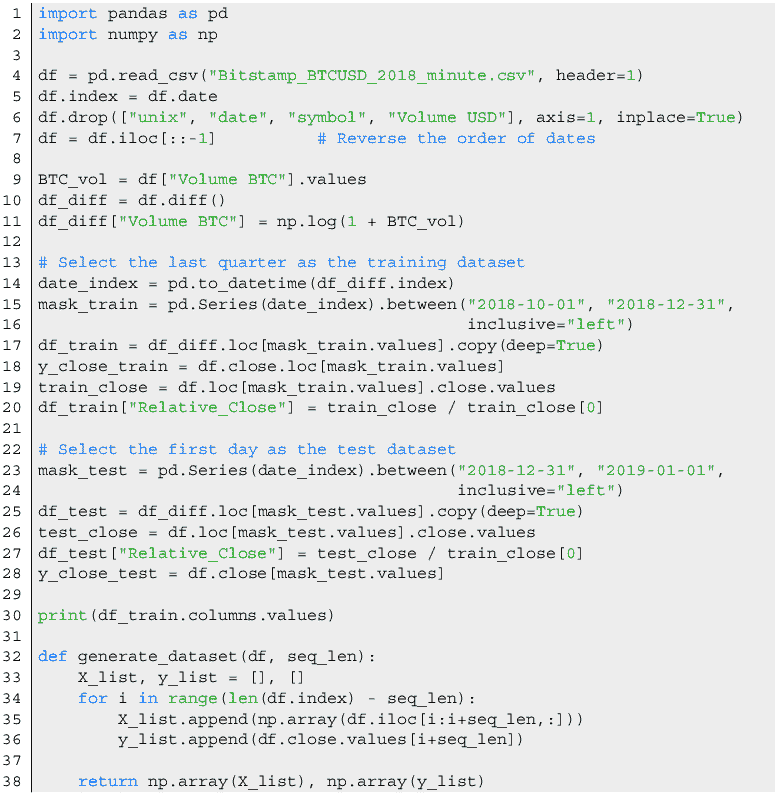 1 import pandas as pd
2 import numpy as np
3
4 df = pd.read_csv("Bitstamp_BTCUSD_2018_minute.csv", header=1)
5 df.index = df.date
6 df.drop(["unix", "date", "symbol", "Volume USD"], axis=1, inplace=True)
7 df = df.iloc[::-1]          # Reverse the order of dates
8
9 BTC_vol = df["Volume BTC"].values
10 df_diff = df.diff()
11 df_diff["Volume BTC"] = np.log(1 + BTC_vol)
12
13 # Select the last quarter as the training dataset
14 date_index = pd.to_datetime(df_diff.index)
15 mask_train = pd.Series(date_index).between("2018-10-01", "2018-12-31",
16                                            inclusive="left")
17 df_train = df_diff.loc[mask_train.values].copy(deep=True)
18 y_close_train = df.close.loc[mask_train.values]
19 train_close = df.loc[mask_train.values].close.values
20 df_train["Relative_Close"] = train_close / train_close[0]
21
22 # Select the first day as the test dataset
23 mask_test = pd.Series(date_index).between("2018-12-31", "2019-01-01",
24                                           inclusive="left")
25 df_test = df_diff.loc[mask_test.values].copy(deep=True)
26 test_close = df.loc[mask_test.values].close.values
27 df_test["Relative_Close"] = test_close / train_close[0]
28 y_close_test = df.close[mask_test.values]
29
30 print(df_train.columns.values)
31
32 def generate_dataset(df, seq_len):
33     X_list, y_list = [], []
34     for i in range(len(df.index) - seq_len):
35         X_list.append(np.array(df.iloc[i:i+seq_len,:]))
36         y_list.append(df.close.values[i+seq_len])
37
38     return np.array(X_list), np.array(y_list)